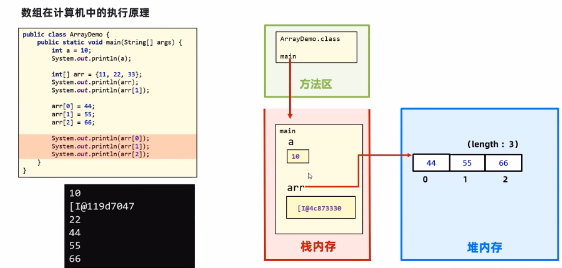 数组在计算机中的执行原理
public class ArrayDemo {
public static void main(String[] args) {
int a = 10;
System.out.println(a);
int[] arr = {11, 22, 33};
System.out.println(arr);
System.out.println(arr[1]);
arr[0] = 44;
arr[1] = 55;
arr[2] = 66;
System.out.println(arr[0]);
System.out.println(arr[1]);
System.out.println(arr[2]);
}
}
10
[I@119d7047
22
44
55
66
ArrayDemo.class
main
方法区
main
a
10
arr
[I@4c873330
栈内存
(length : 3)
44 55 66
0 1 2
堆内存